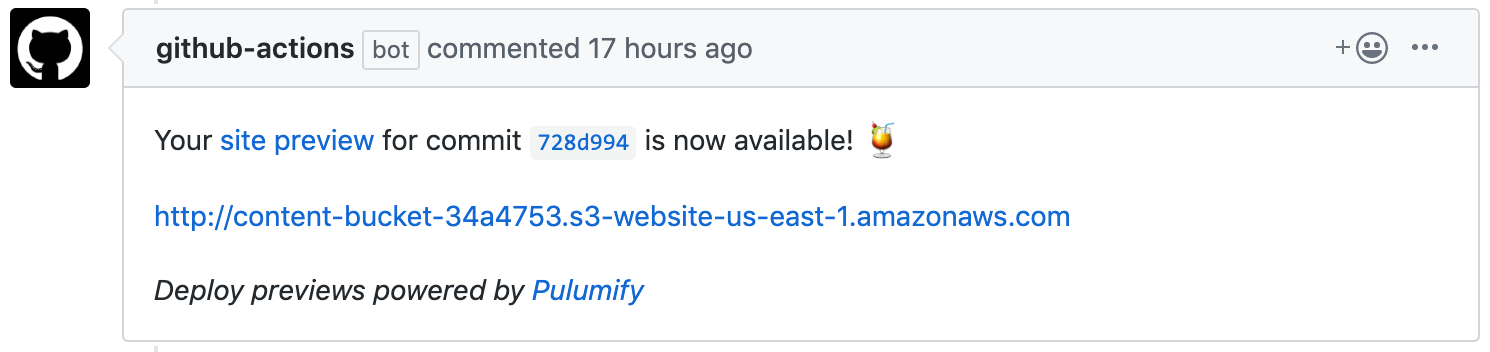 github-actions bot commented 17 hours ago
Your site preview for commit 728d994 is now available! 🍹
http://content-bucket-34a4753.s3-website-us-east-1.amazonaws.com
Deploy previews powered by Pulumify